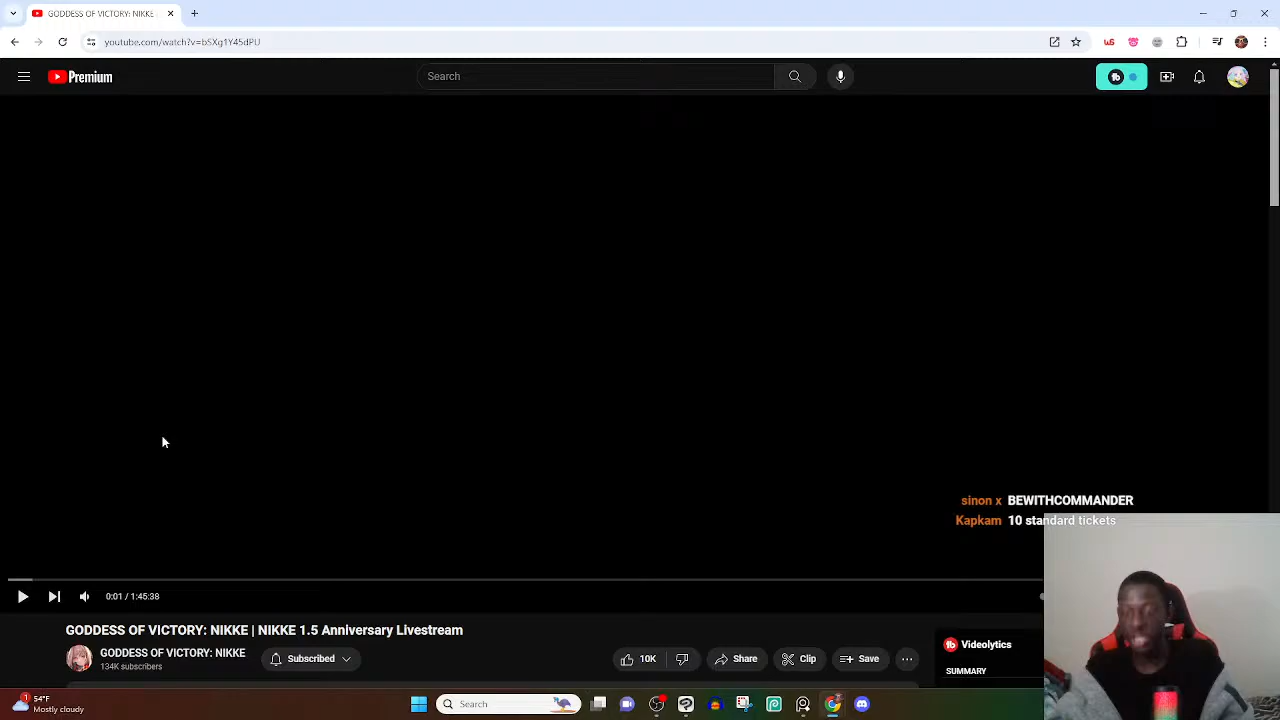 GODDESS OF VICTORY: NIKKE
youtube.com/watch?v=bSXg1Y45dPU
Premium
Search
sinon x BEWITHCOMMANDER
Kapkam 10 standard tickets
0:01 / 1:45:38
GODDESS OF VICTORY: NIKKE | NIKKE 1.5 Anniversary Livestream
GODDESS OF VICTORY: NIKKE
134K subscribers
Subscribed
10K
Share
Clip
Save
Videolytics
SUMMARY
1
54°F
Mostly cloudy
Search